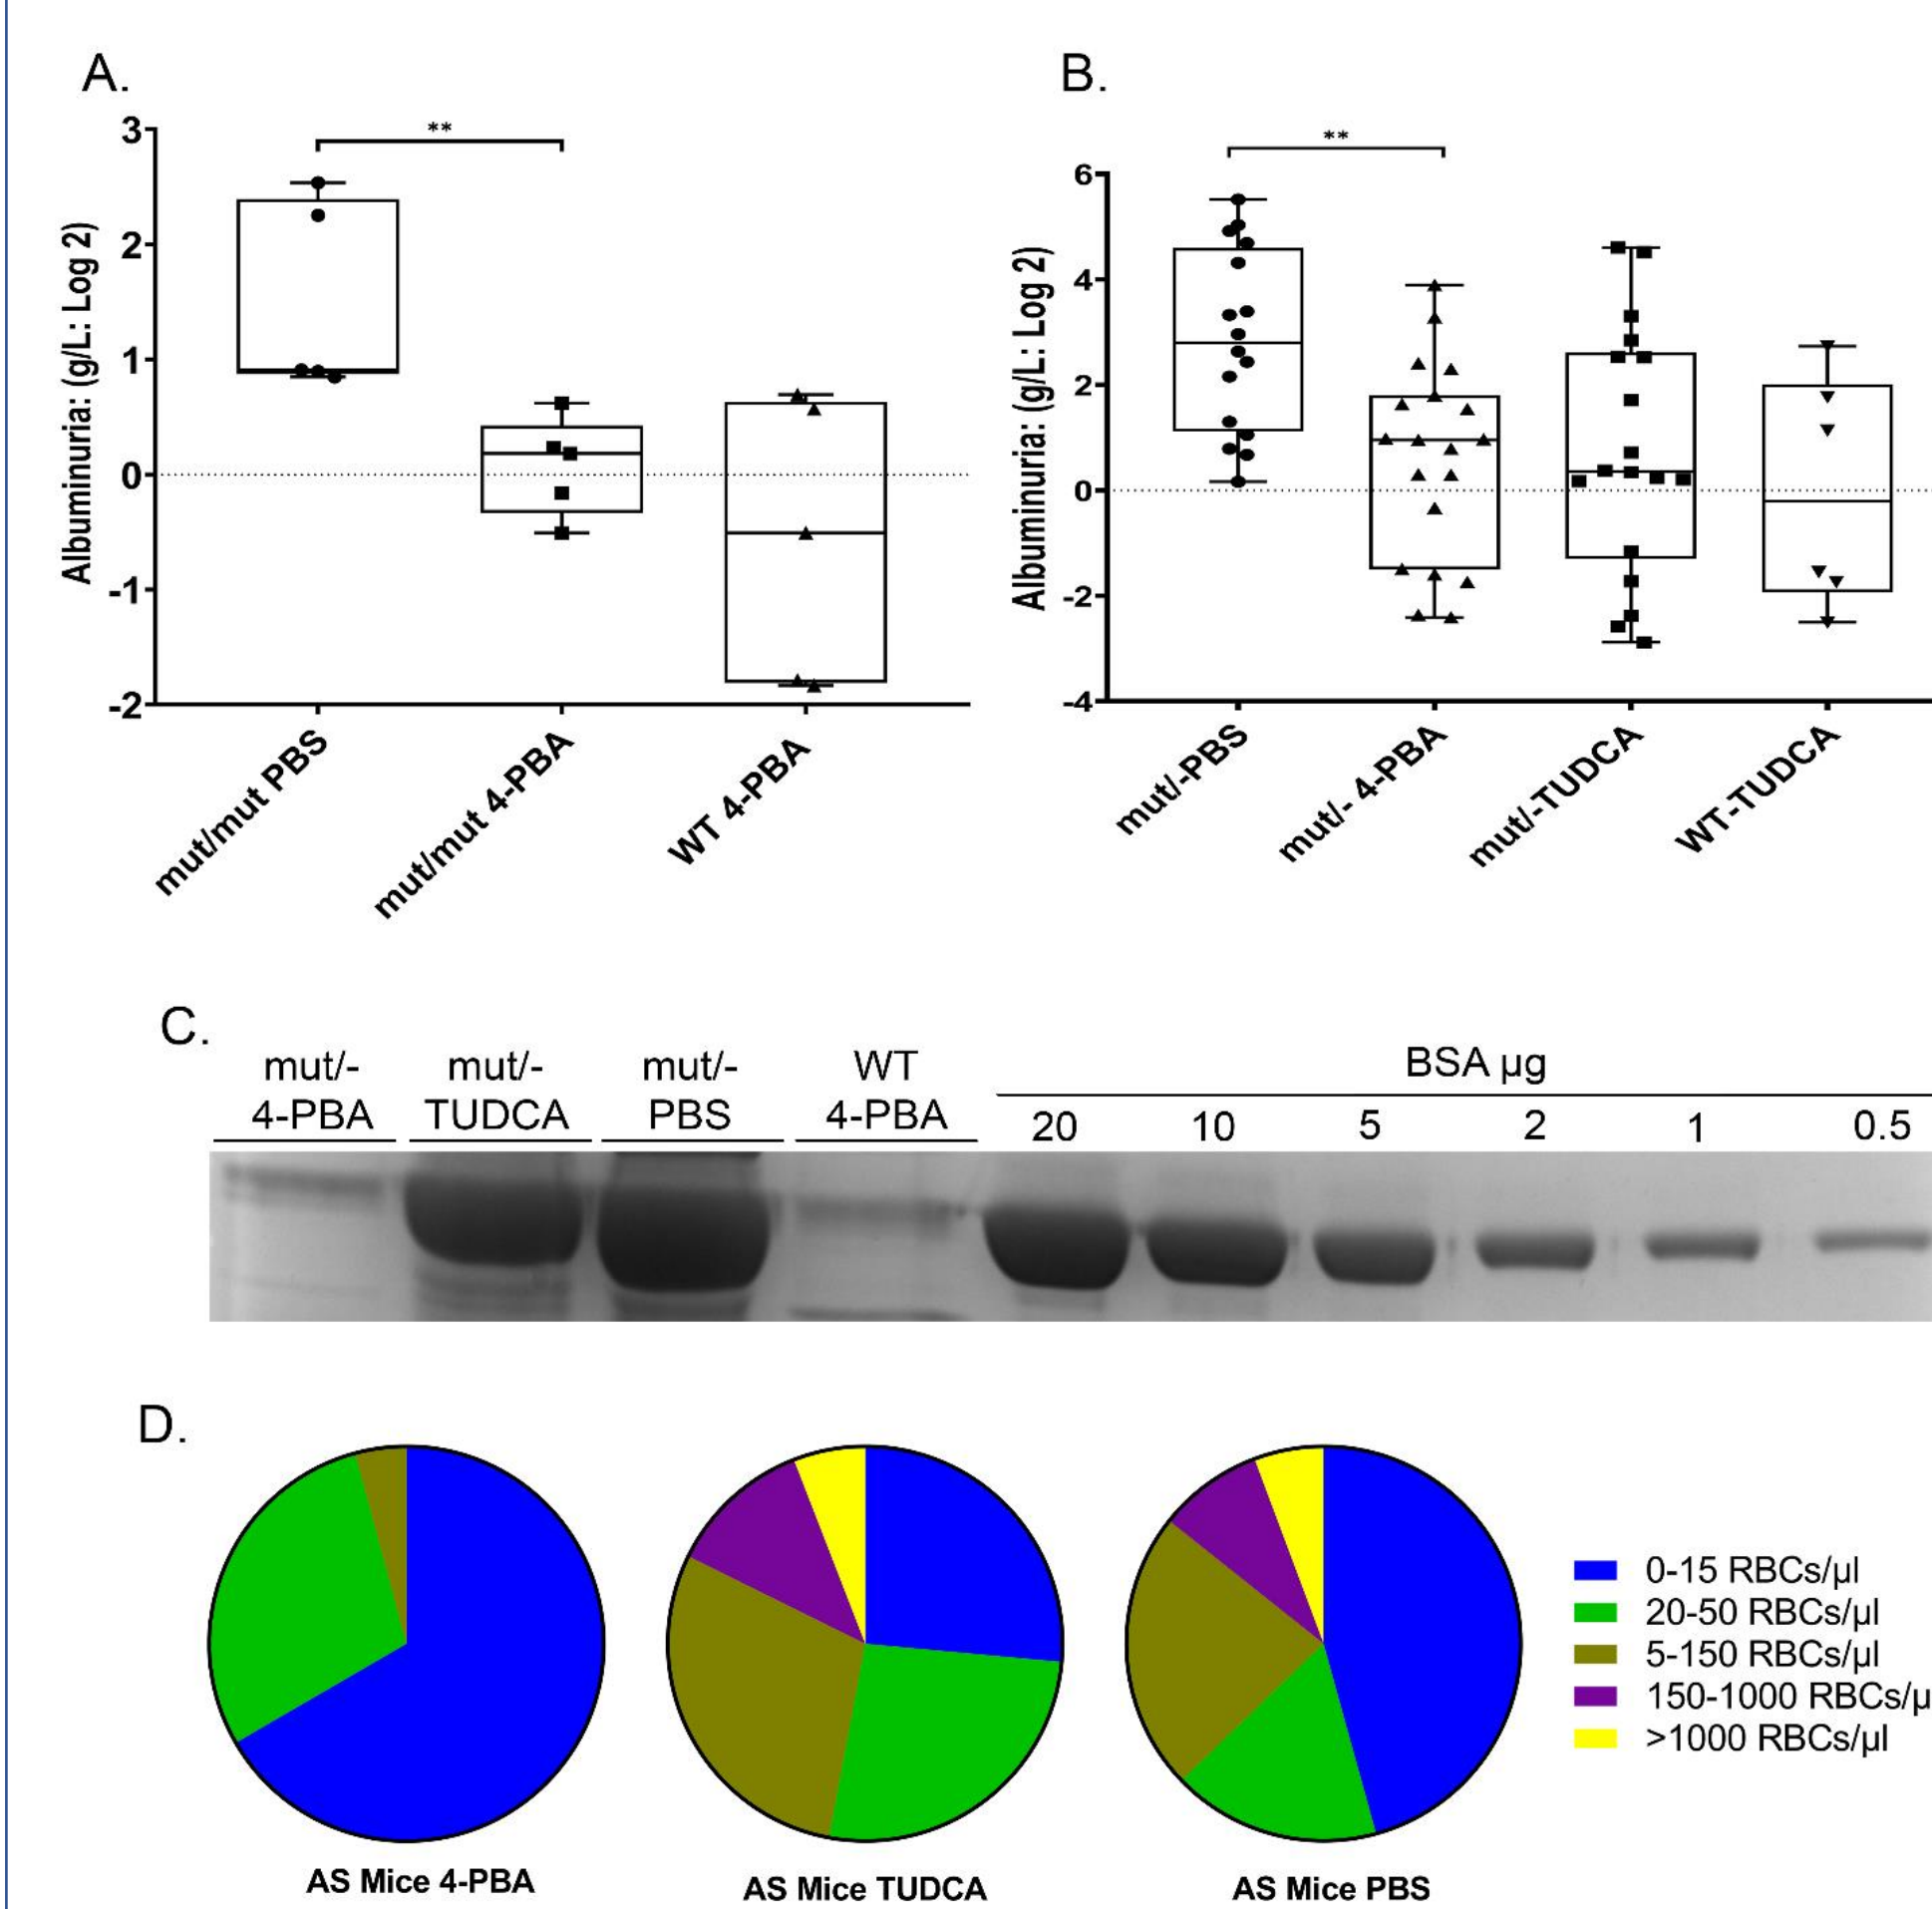 A.
3
2
1
0
-1
-2
Albuminuria: (g/L: Log 2)
**
mut/mut PBS
mut/mut 4-PBA
WT 4-PBA
B.
6
4
2
0
-2
-4
Albuminuria: (g/L: Log 2)
**
mut/-PBS
mut/- 4-PBA
mut/-TUDCA
WT-TUDCA
C.
mut/-
4-PBA
mut/-
TUDCA
mut/-
PBS
WT
4-PBA
BSA µg
20 10 5 2 1 0.5
D.
0-15 RBCs/µl
20-50 RBCs/µl
5-150 RBCs/µl
150-1000 RBCs/µ
>1000 RBCs/µl
AS Mice 4-PBA
AS Mice TUDCA
AS Mice PBS